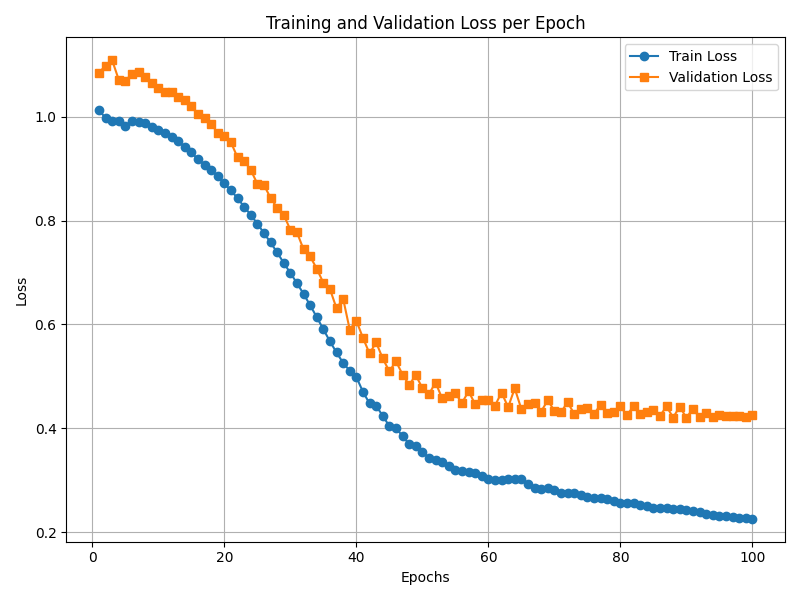 Training and Validation Loss per Epoch
Train Loss
Validation Loss
1.0
0.8
0.6
0.4
0.2
Loss
0 20 40 60 80 100
Epochs